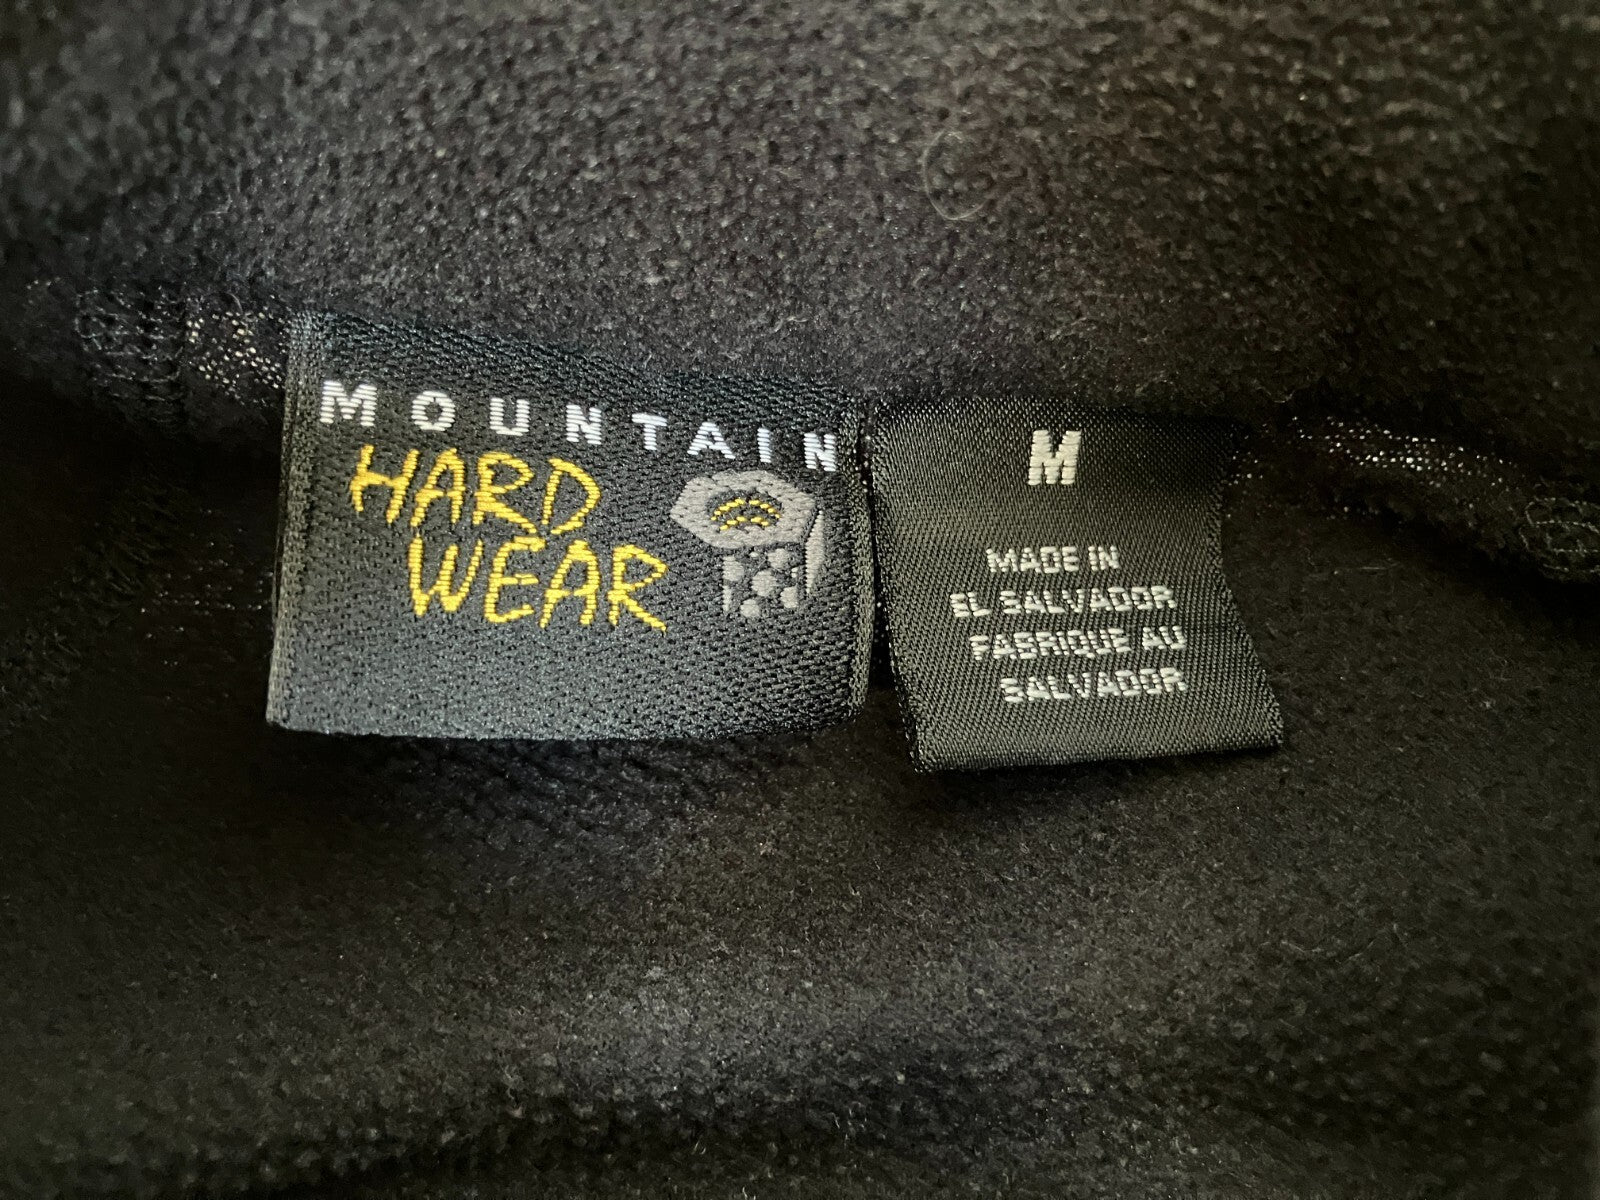 MOUNTAIN
HARD
WEAR
M
MADE IN
EL SALVADOR
FABRIQUE AU
SALVADOR